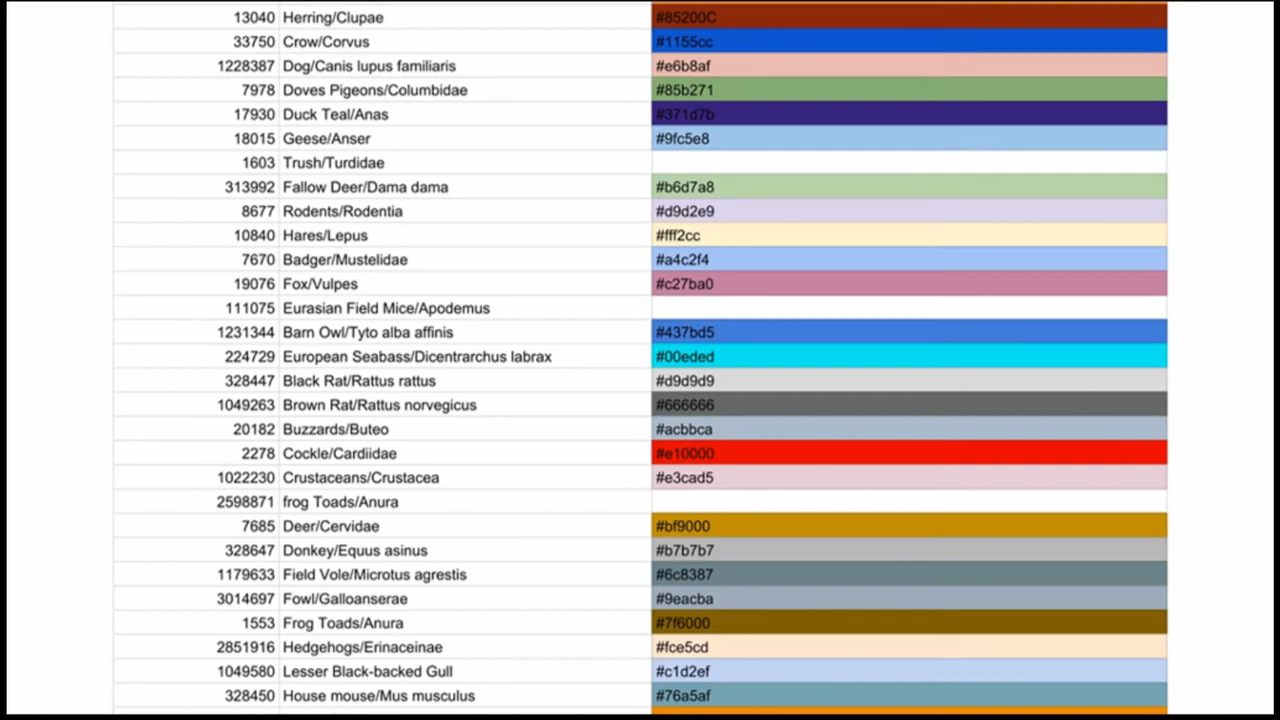 13040 Herring/Clupae #85200C
33750 Crow/Corvus #1155cc
1228387 Dog/Canis lupus familiaris #e6b8af
7978 Doves Pigeons/Columbidae #85b271
17930 Duck Teal/Anas #371d7b
18015 Geese/Anser #9fc5e8
1603 Trush/Turdidae
313992 Fallow Deer/Dama dama #b6d7a8
8677 Rodents/Rodentia #d9d2e9
10840 Hares/Lepus #fff2cc
7670 Badger/Mustelidae #a4c2f4
19076 Fox/Vulpes #c27ba0
111075 Eurasian Field Mice/Apodemus
1231344 Barn Owl/Tyto alba affinis #437bd5
224729 European Seabass/Dicentrarchus labrax #00eded
328447 Black Rat/Rattus rattus #d9d9d9
1049263 Brown Rat/Rattus norvegicus #666666
20182 Buzzards/Buteo #acbbca
2278 Cockle/Cardiidae #e10000
1022230 Crustaceans/Crustacea #e3cad5
2598871 frog Toads/Anura
7685 Deer/Cervidae #bf9000
328647 Donkey/Equus asinus #b7b7b7
1179633 Field Vole/Microtus agrestis #6c8387
3014697 Fowl/Galloanserae #9eacba
1553 Frog Toads/Anura #7f6000
2851916 Hedgehogs/Erinaceinae #fce5cd
1049580 Lesser Black-backed Gull #c1d2ef
328450 House mouse/Mus musculus #76a5af